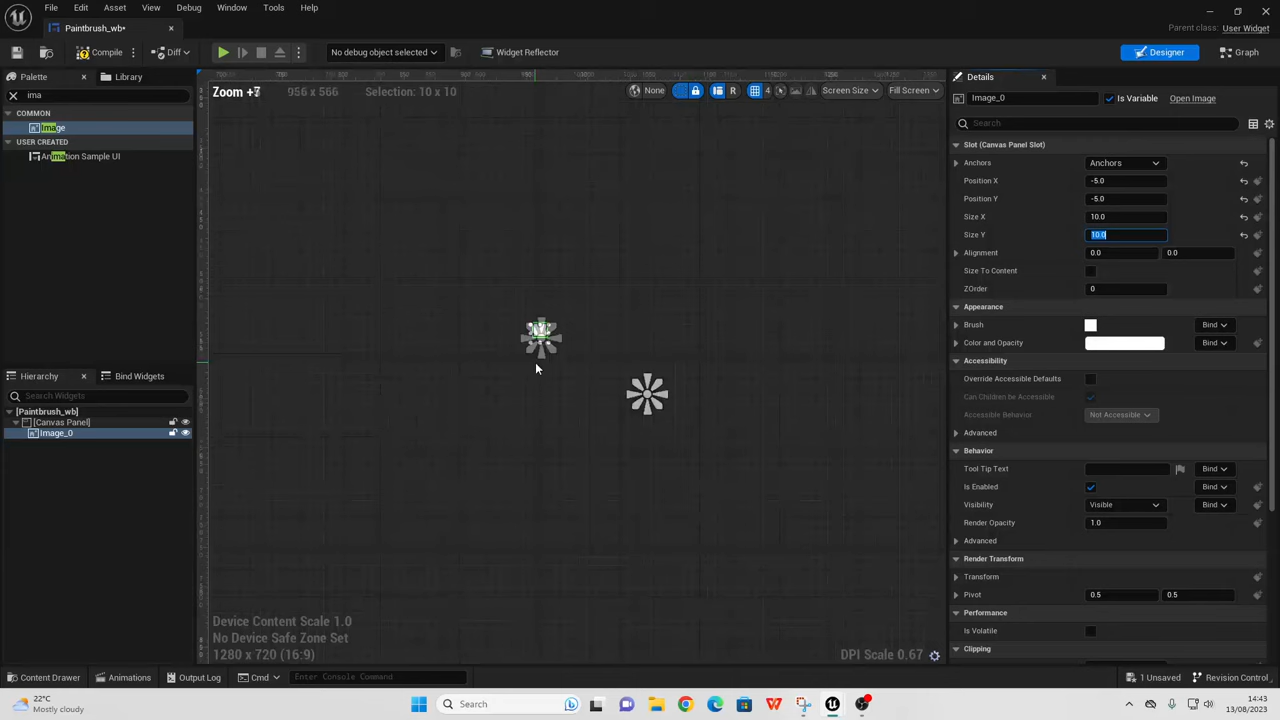 File Edit Asset View Debug Window Tools Help
Paintbrush_wb*
Parent class: User Widget
Compile Diff No debug object selected Widget Reflector Designer Graph
Palette Library
ima
COMMON
Image
USER CREATED
Animation Sample UI
Zoom +7 956 x 566 Selection: 10 x 10 None R 4 Screen Size Fill Screen
Device Content Scale 1.0
No Device Safe Zone Set
1280 x 720 (16:9)
DPI Scale 0.67
Hierarchy Bind Widgets
Search Widgets
[Paintbrush_wb]
[Canvas Panel]
Image_0
Details
Image_0 Is Variable Open Image
Search
Slot (Canvas Panel Slot)
Anchors Anchors
Position X -5.0
Position Y -5.0
Size X 10.0
Size Y 10.0
Alignment 0.0 0.0
Size To Content
ZOrder 0
Appearance
Brush Bind
Color and Opacity Bind
Accessibility
Override Accessible Defaults
Can Children be Accessible
Accessible Behavior Not Accessible
Advanced
Behavior
Tool Tip Text Bind
Is Enabled Bind
Visibility Visible Bind
Render Opacity 1.0
Advanced
Render Transform
Transform
Pivot 0.5 0.5
Performance
Is Volatile
Clipping
Content Drawer Animations Output Log Cmd Enter Console Command 1 Unsaved Revision Control
22°C
Mostly cloudy
Search
14:43
13/08/2023